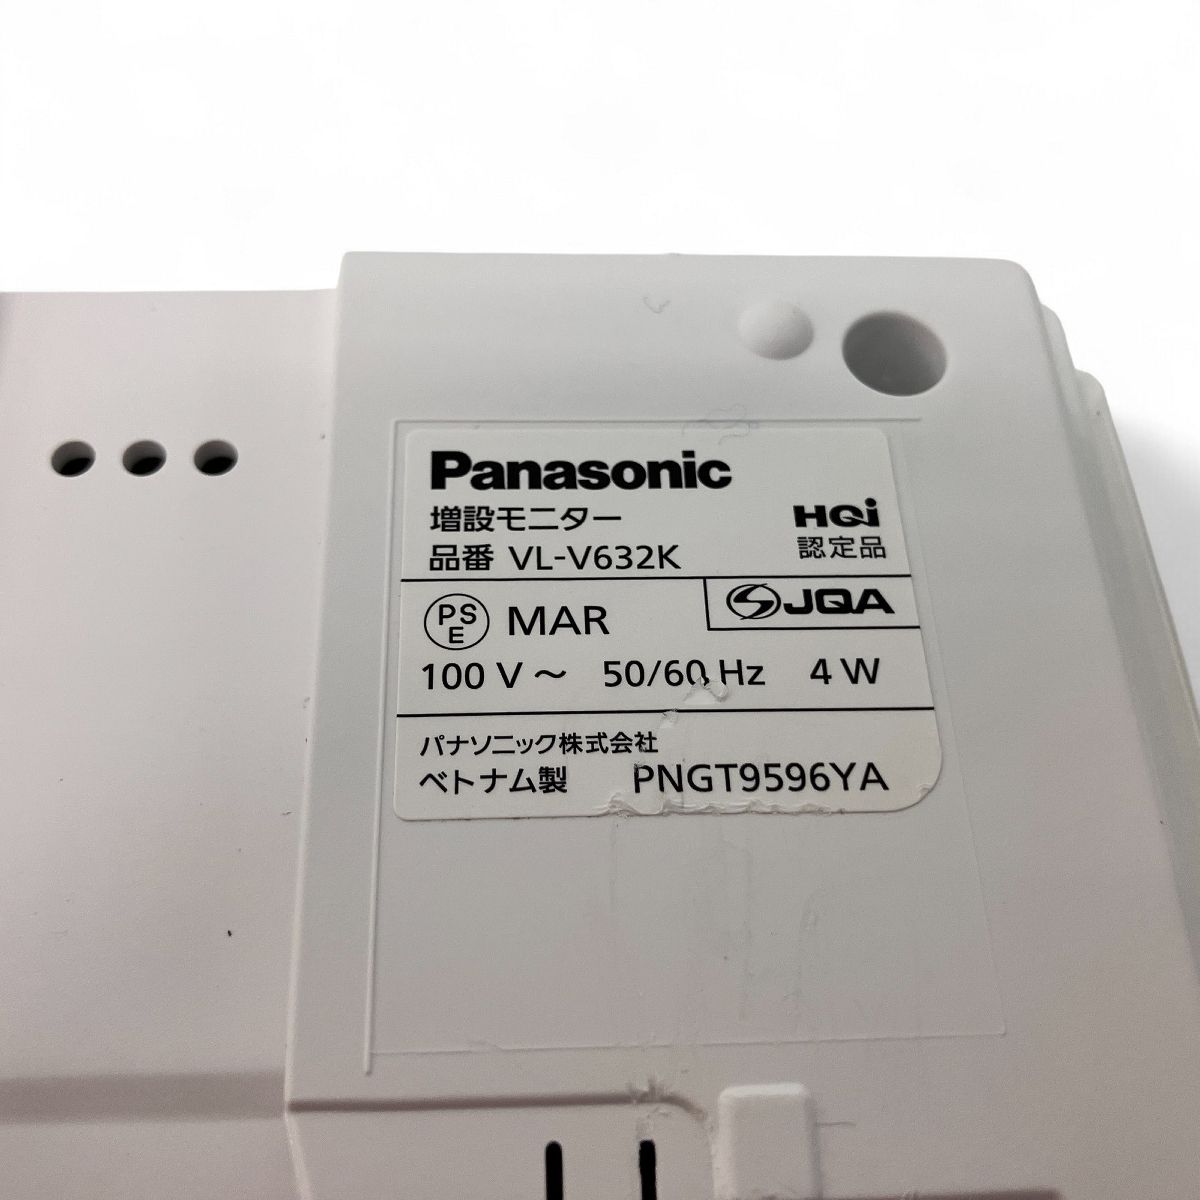 Panasonic
増設モニター
HQi
認定品
品番 VL-V632K
PSE MAR
JQA
100 V ～ 50/60 Hz 4 W
パナソニック株式会社
ベトナム製 PNGT9596YA